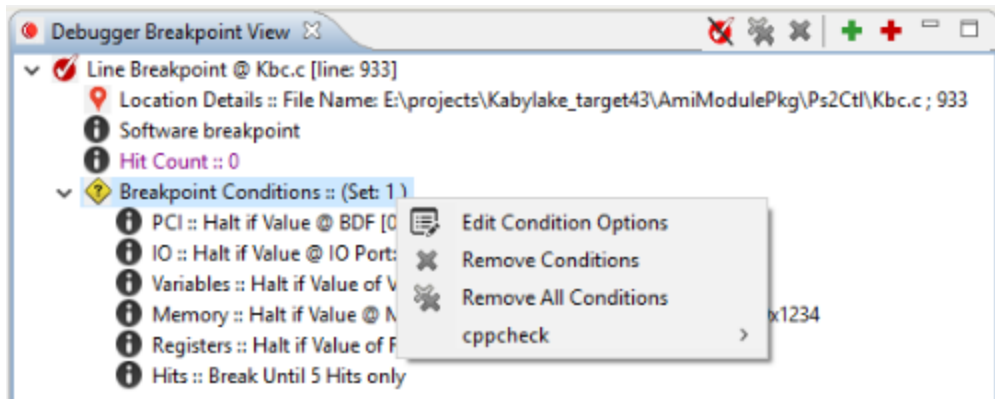 Debugger Breakpoint View
Line Breakpoint @ Kbc.c [line: 933]
Location Details :: File Name: E:\projects\Kabylake_target43\AmiModulePkg\Ps2Ctl\Kbc.c ; 933
Software breakpoint
Hit Count :: 0
Breakpoint Conditions :: (Set: 1 )
PCI :: Halt if Value @ BDF [0
IO :: Halt if Value @ IO Port:
Variables :: Halt if Value of V
Memory :: Halt if Value @ M x1234
Registers :: Halt if Value of R
Hits :: Break Until 5 Hits only
Edit Condition Options
Remove Conditions
Remove All Conditions
cppcheck